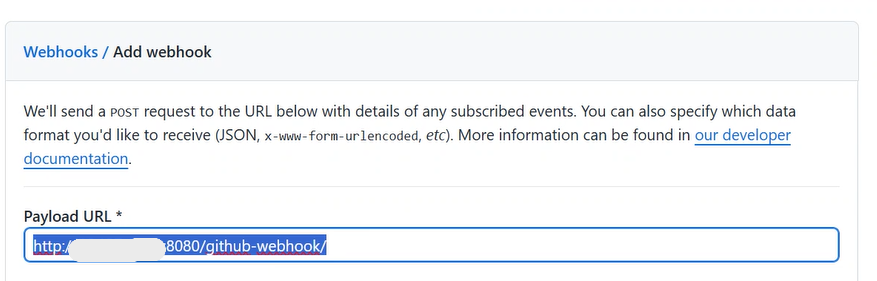 Webhooks / Add webhook
We'll send a POST request to the URL below with details of any subscribed events. You can also specify which data
format you'd like to receive (JSON, x-www-form-urlencoded, etc). More information can be found in our developer
documentation.
Payload URL *
http:/ :8080/github-webhook/